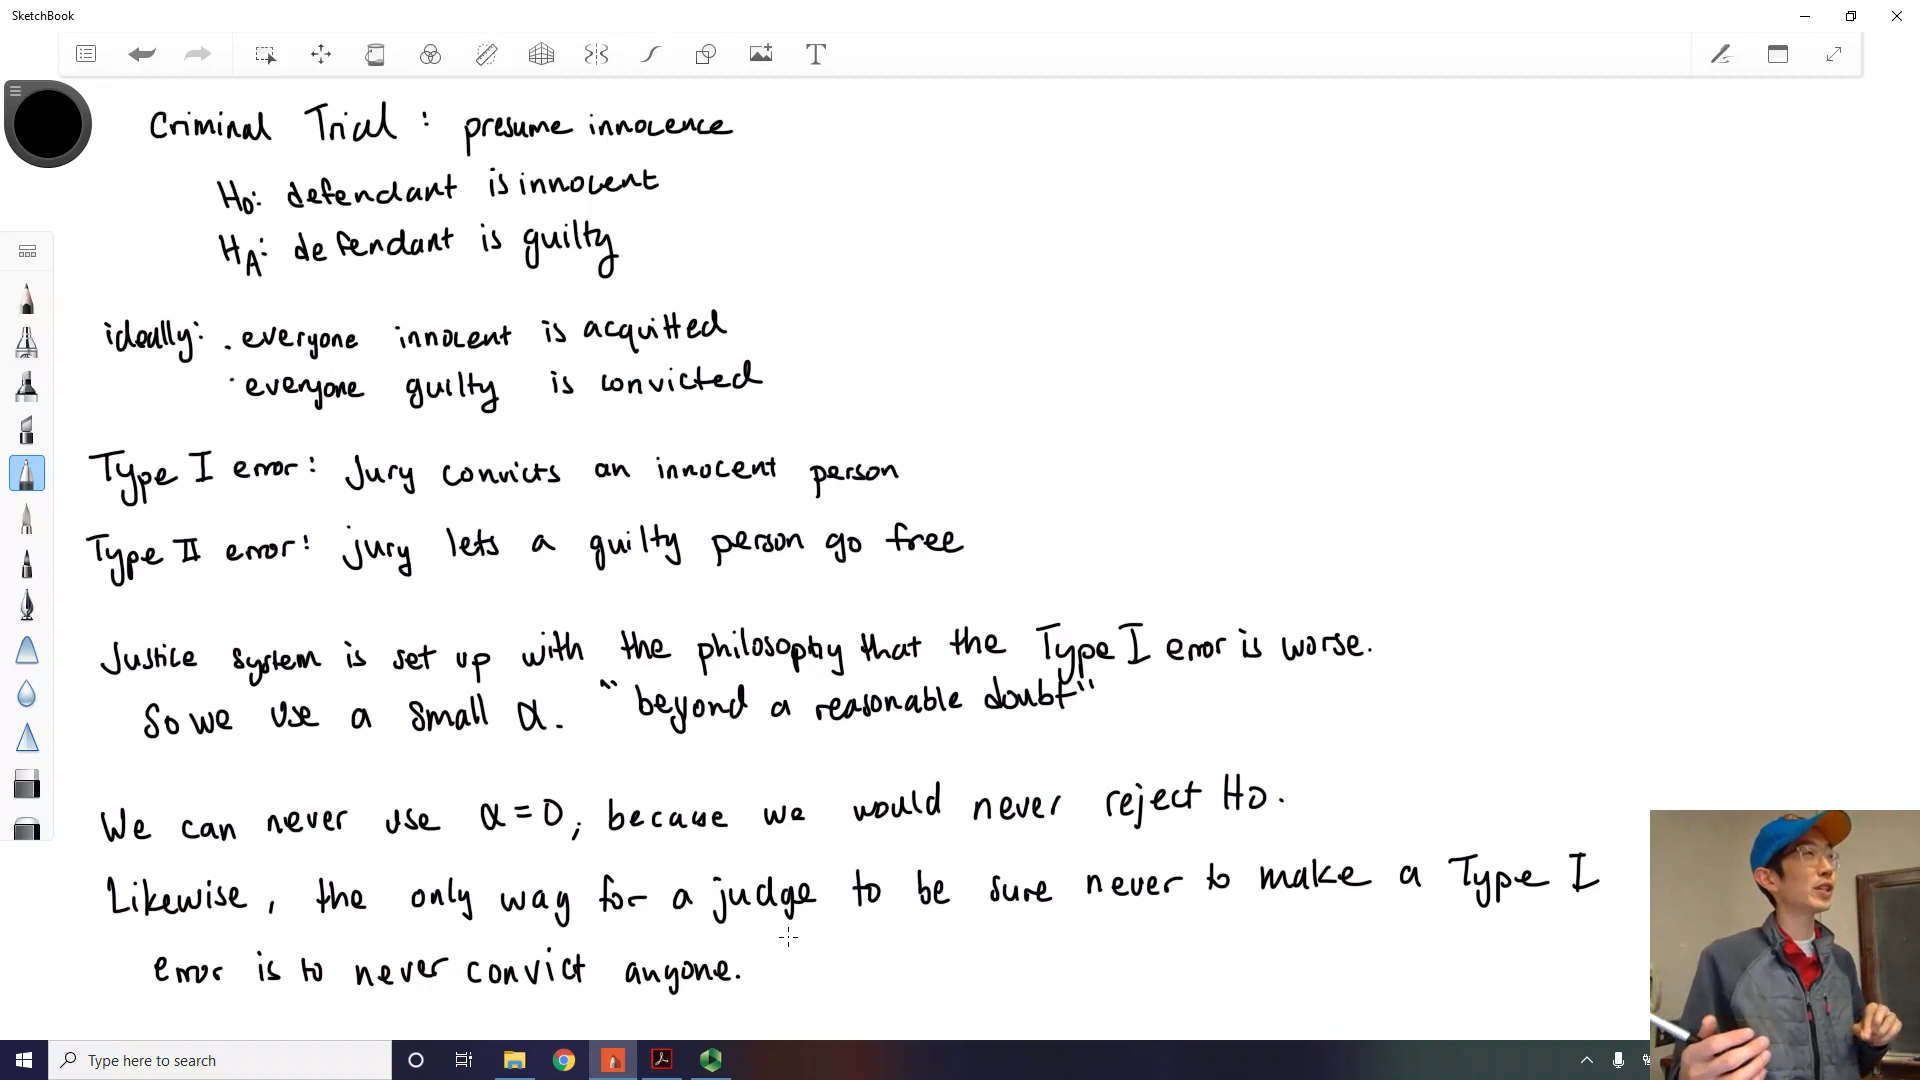 SketchBook
T
Criminal Trial : presume innocence
H0: defendant is innocent
HA: defendant is guilty
ideally: . everyone innocent is acquitted
· everyone guilty is convicted
Type I error: Jury convicts an innocent person
Type II error: jury lets a guilty person go free
Justice system is set up with the philosophy that the Type I error is worse.
So we use a small α. "beyond a reasonable doubt"
We can never use α = 0, because we would never reject H0.
Likewise, the only way for a judge to be sure never to make a Type I
error is to never convict anyone.
Type here to search